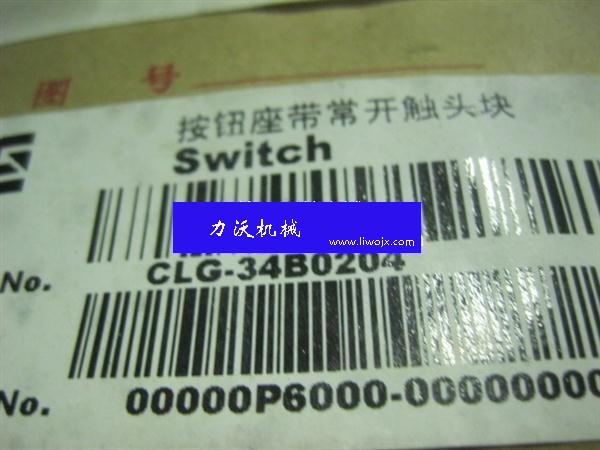 图 号
按钮座带常开触头块
Switch
力沃机械
www.liwojx.com
No. CLG-34B0204
No. 00000P6000-00000000